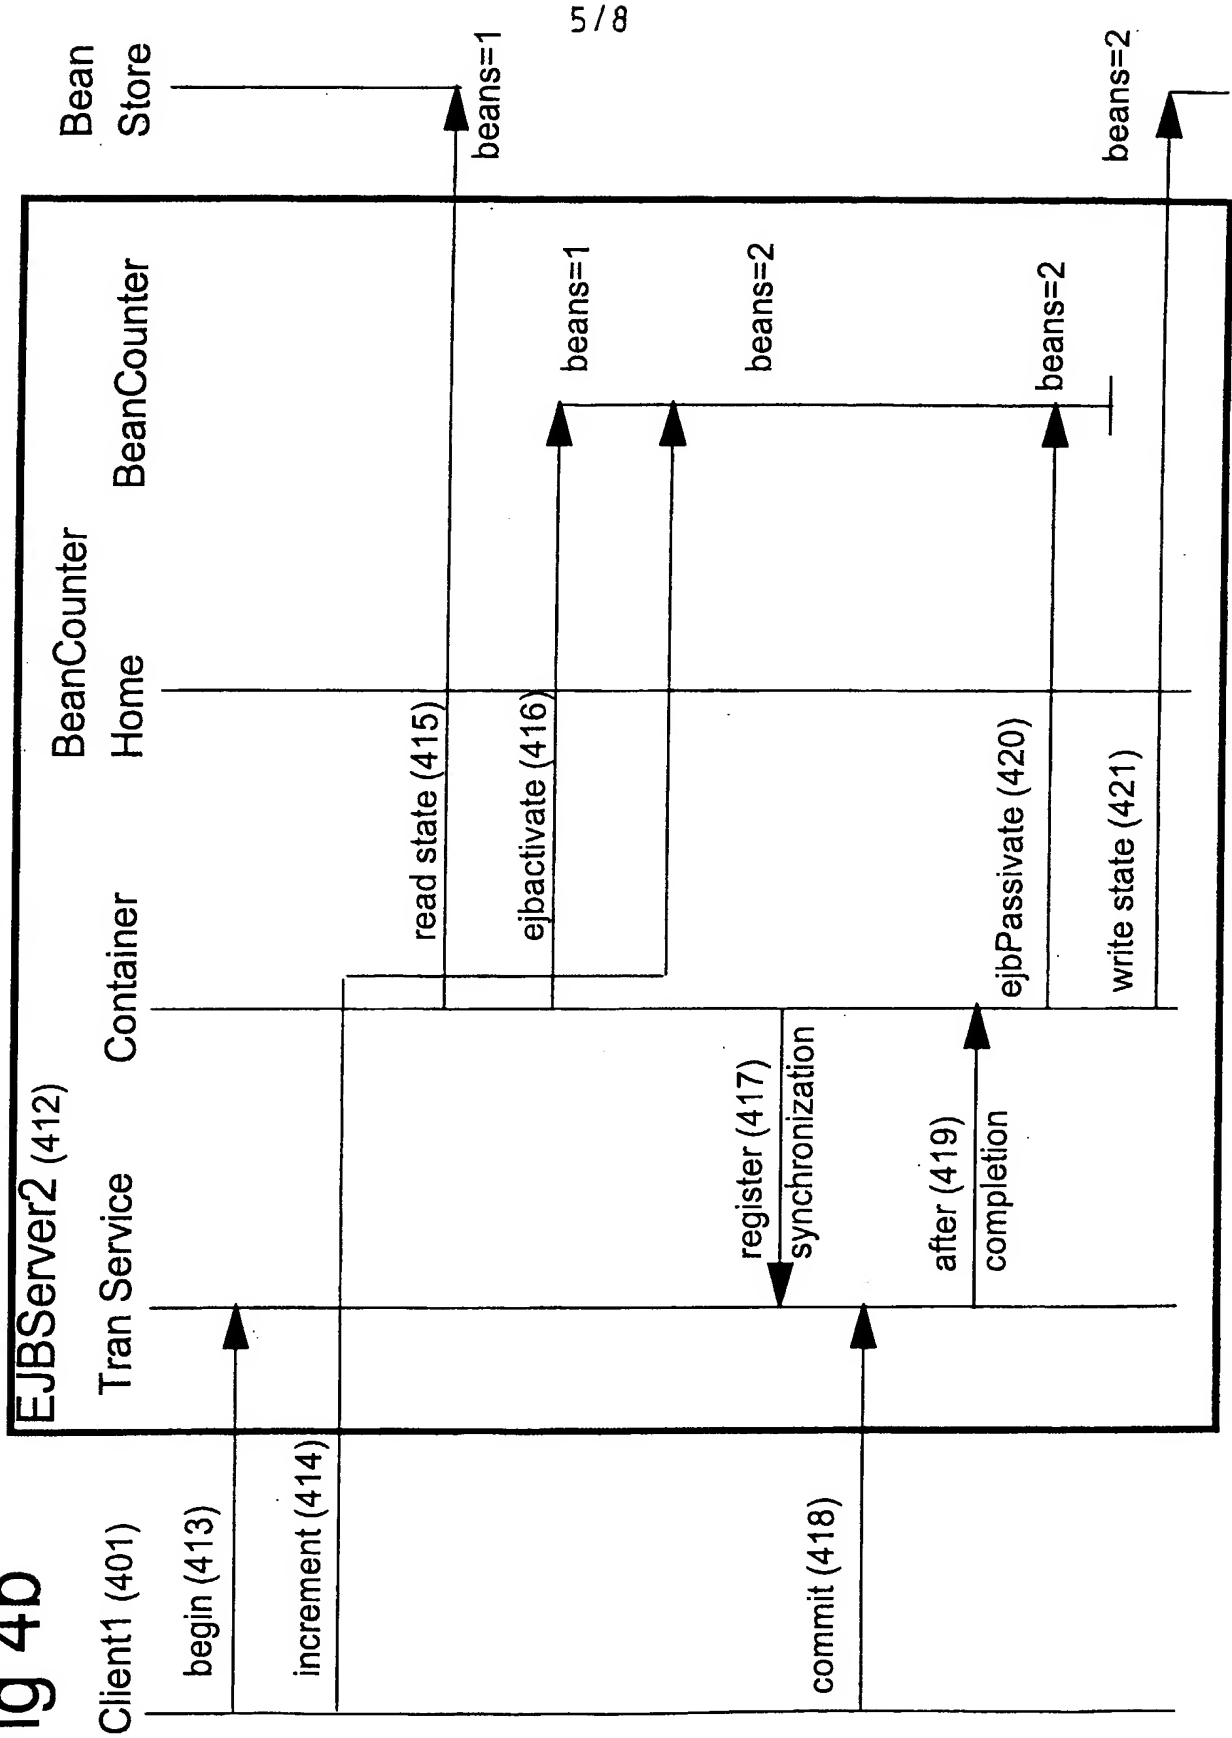 5/8
ig 4b
EJBServer2 (412)
Client1 (401)
Tran Service
Container
BeanCounter
Home
BeanCounter
Bean
Store
begin (413)
increment (414)
read state (415)
beans=1
ejbactivate (416)
beans=1
beans=2
register (417)
synchronization
commit (418)
after (419)
completion
ejbPassivate (420)
beans=2
write state (421)
beans=2